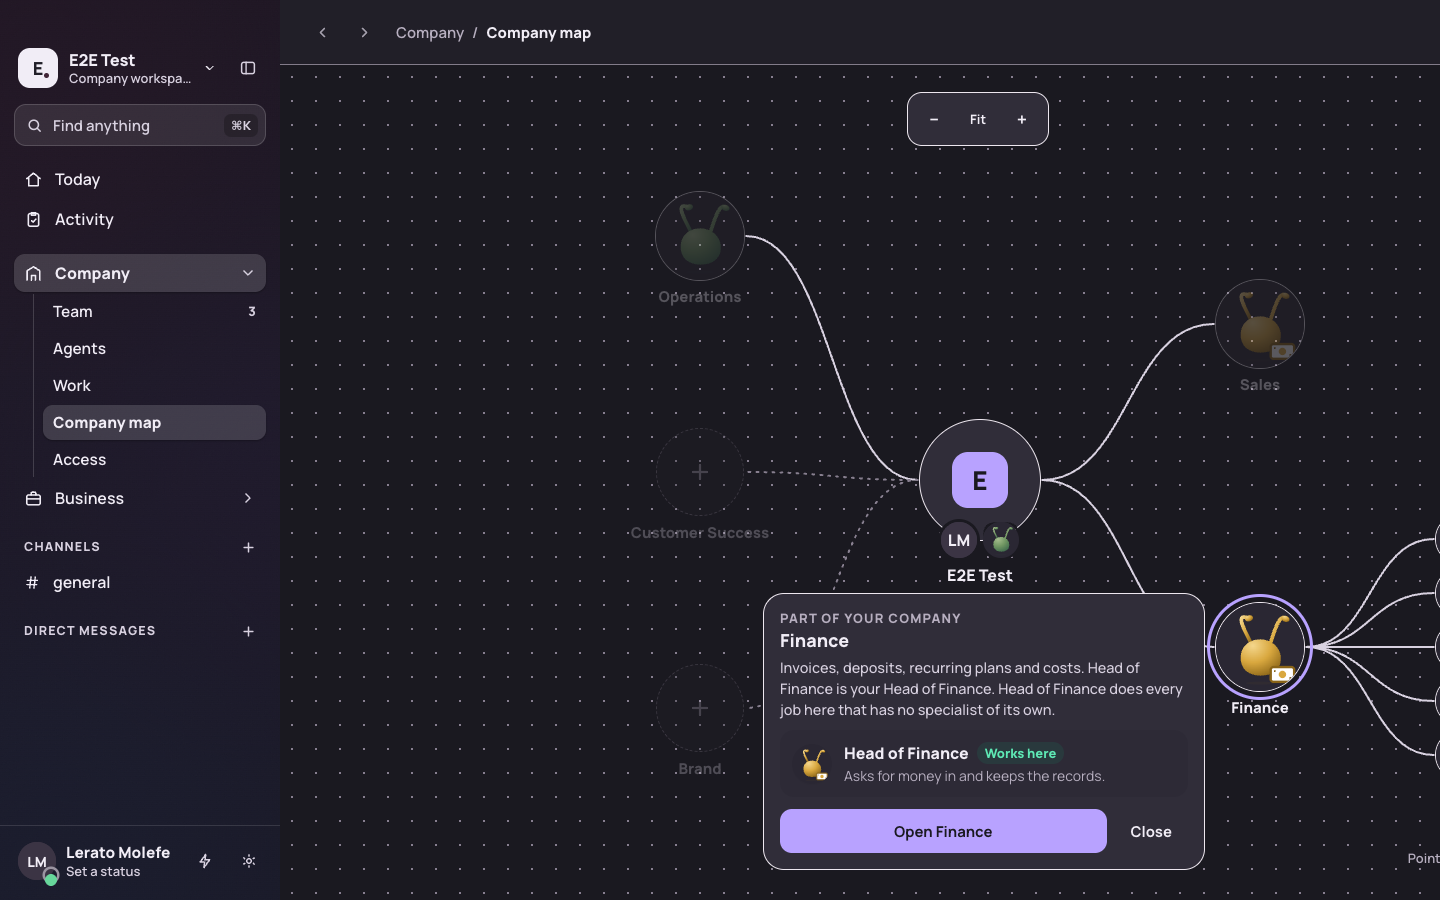 E.
E2E Test
Company workspa...
Find anything
⌘K
Today
Activity
Company
Team
3
Agents
Work
Company map
Access
Business
CHANNELS
# general
DIRECT MESSAGES
LM
Lerato Molefe
Set a status
Company / Company map
− Fit +
Operations
Sales
E
Customer Success
LM
E2E Test
Brand
Finance
PART OF YOUR COMPANY
Finance
Invoices, deposits, recurring plans and costs. Head of
Finance is your Head of Finance. Head of Finance does every
job here that has no specialist of its own.
Head of Finance
Works here
Asks for money in and keeps the records.
Open Finance
Close
Point